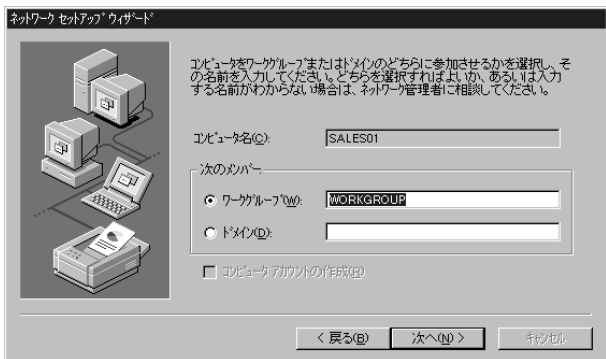 ネットワーク セットアップ ウィザード
コンピュータをワークグループまたはドメインのどちらに参加させるかを選択し、そ
の名前を入力してください。どちらを選択すればよいか、あるいは入力
する名前がわからない場合は、ネットワーク管理者に相談してください。
コンピュータ名(C): SALES01
次のメンバー
ワークグループ(W): WORKGROUP
ドメイン(D):
コンピュータ アカウントの作成(R)
< 戻る(B) 次へ(N) > キャンセル